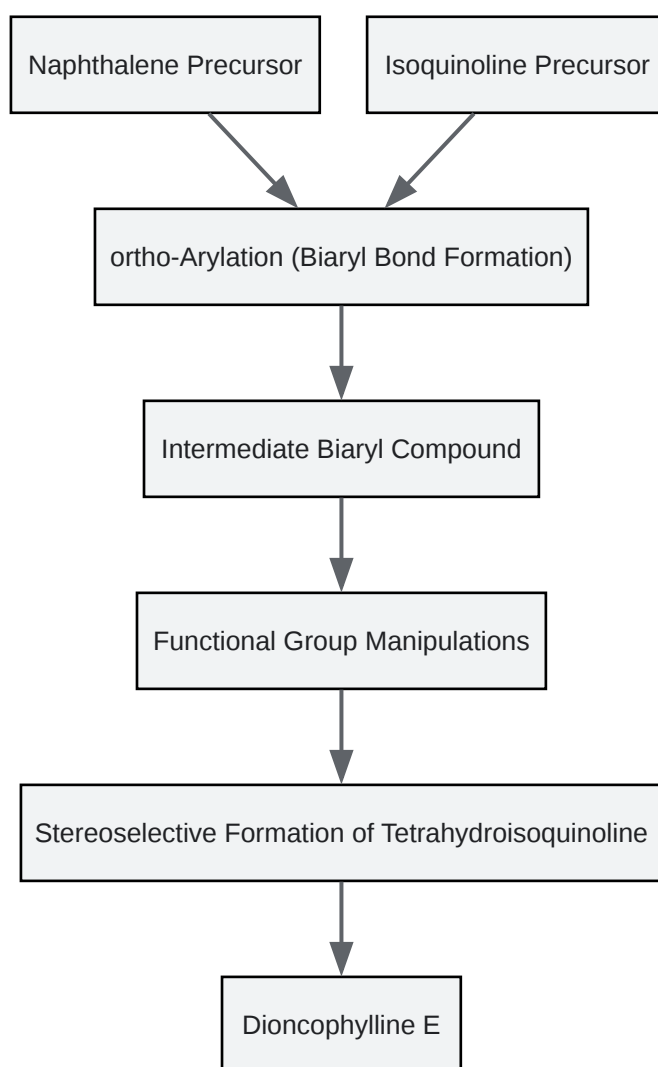 Naphthalene Precursor
Isoquinoline Precursor
ortho-Arylation (Biaryl Bond Formation)
Intermediate Biaryl Compound
Functional Group Manipulations
Stereoselective Formation of Tetrahydroisoquinoline
Dioncophylline E